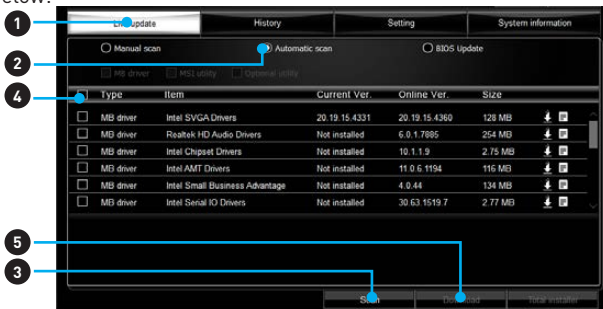 1 Live update History Setting System information
Manual scan Automatic scan BIOS Update
2
MB driver MSI utility Optional utility
4 Type Item Current Ver. Online Ver. Size
MB driver Intel SVGA Drivers 20.19.15.4331 20.19.15.4360 128 MB
MB driver Realtek HD Audio Drivers Not installed 6.0.1.7885 254 MB
MB driver Intel Chipset Drivers Not installed 10.1.1.9 2.75 MB
MB driver Intel AMT Drivers Not installed 11.0.6.1194 116 MB
MB driver Intel Small Business Advantage Not installed 4.0.44 134 MB
MB driver Intel Serial IO Drivers Not installed 30.63.1519.7 2.77 MB
5
3
Scan Download Total installer